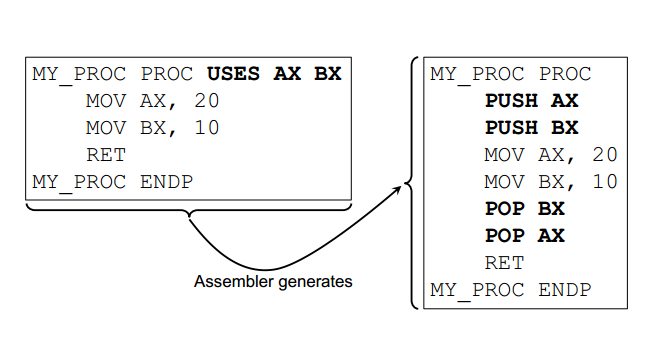 MY_PROC PROC USES AX BX
MOV AX, 20
MOV BX, 10
RET
MY_PROC ENDP
Assembler generates
MY_PROC PROC
PUSH AX
PUSH BX
MOV AX, 20
MOV BX, 10
POP BX
POP AX
RET
MY_PROC ENDP